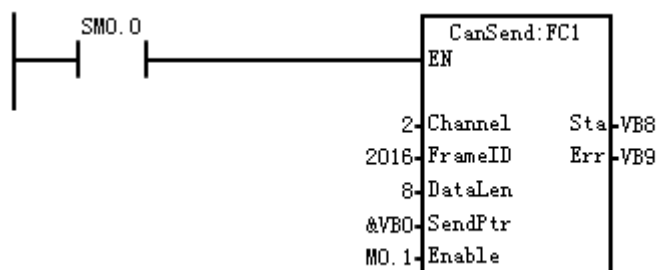 SM0.0
CanSend:FC1
EN
2 Channel Sta VB8
2016 FrameID Err VB9
8 DataLen
&VB0 SendPtr
M0.1 Enable